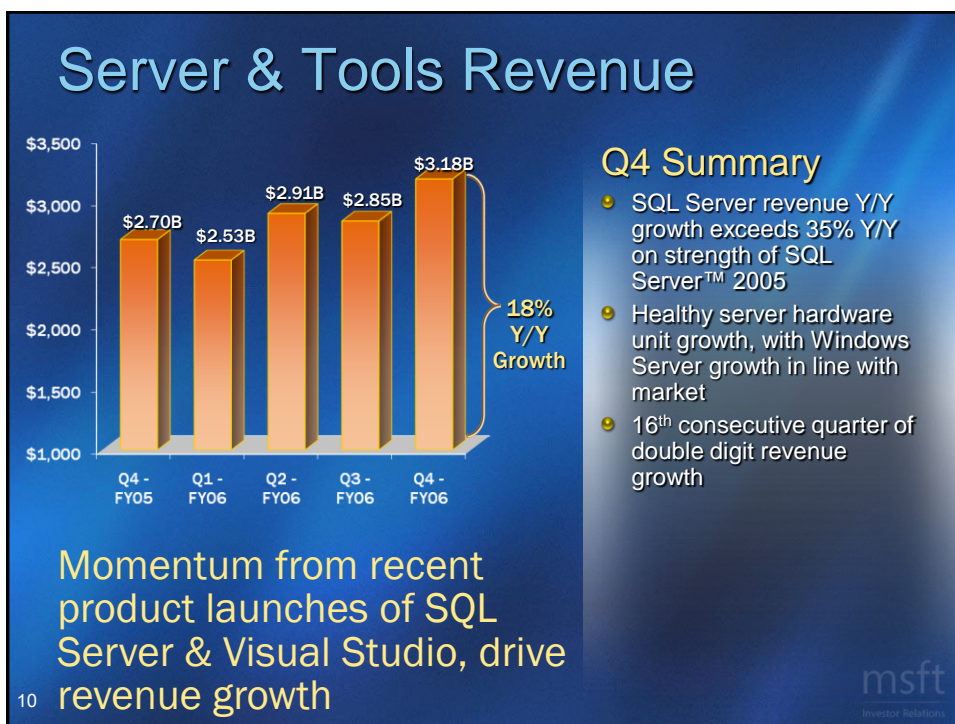 Server & Tools Revenue
$3,500
$3,000
$2,500
$2,000
$1,500
$1,000
$2.70B
$2.53B
$2.91B
$2.85B
$3.18B
Q4 -
FY05
Q1 -
FY06
Q2 -
FY06
Q3 -
FY06
Q4 -
FY06
18%
Y/Y
Growth
Q4 Summary
SQL Server revenue Y/Y
growth exceeds 35% Y/Y
on strength of SQL
Server™ 2005
Healthy server hardware
unit growth, with Windows
Server growth in line with
market
16th consecutive quarter of
double digit revenue
growth
Momentum from recent
product launches of SQL
Server & Visual Studio, drive
revenue growth
10
msft
Investor Relations